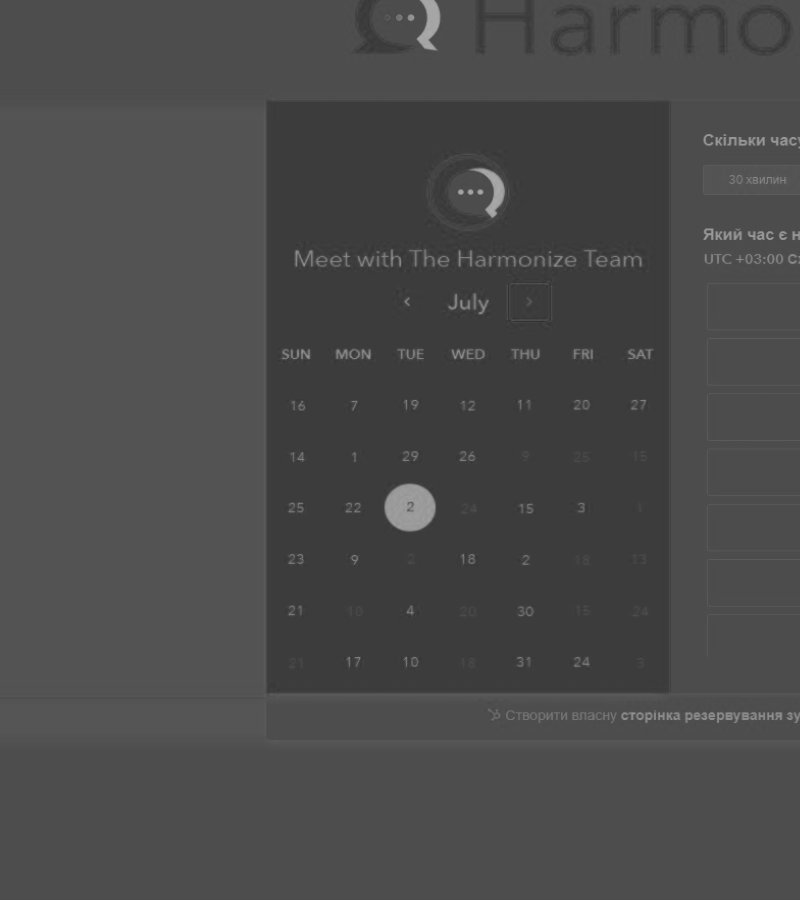 Harmo
Meet with The Harmonize Team
July
SUN MON TUE WED THU FRI SAT
16 7 19 12 11 20 27
14 1 29 26 9 25 15
25 22 2 24 15 3 1
23 9 2 18 2 18 13
21 10 4 20 30 15 24
21 17 10 18 31 24 3
Скільки часу
30 хвилин
Який час є н
UTC +03:00
Створити власну сторінка резервування зу